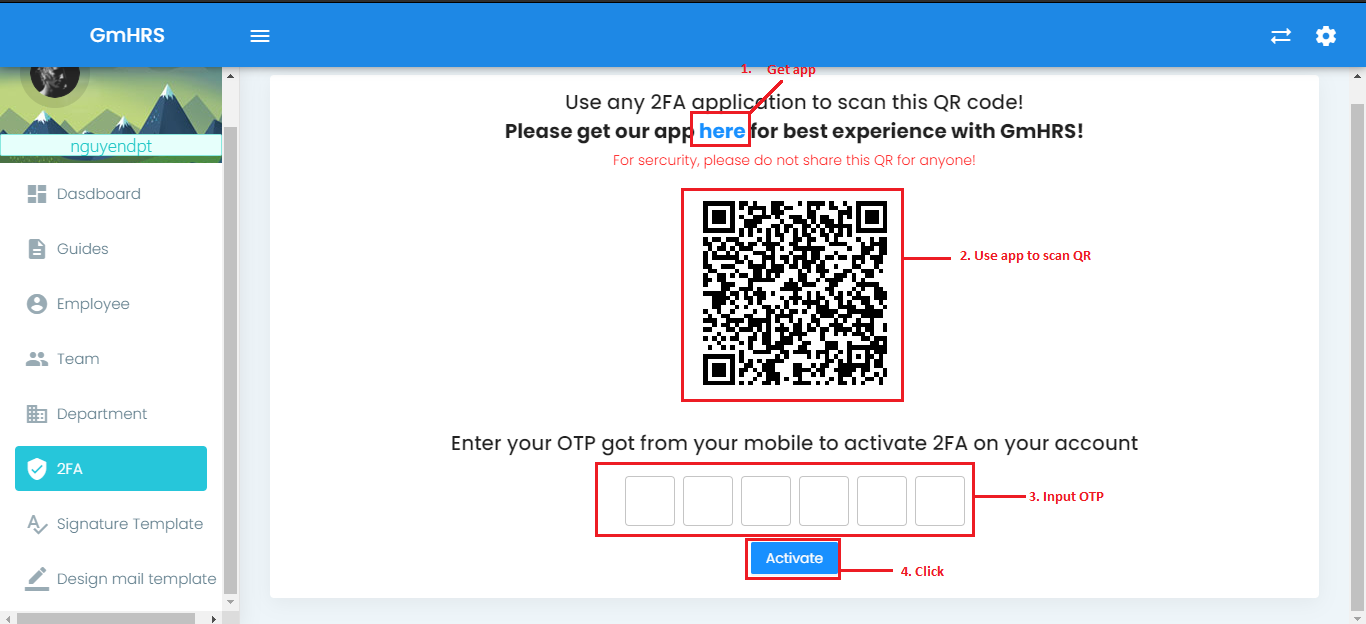 GmHRS
nguyendpt
Dasdboard
Guides
Employee
Team
Department
2FA
Signature Template
Design mail template
1. Get app
Use any 2FA application to scan this QR code!
Please get our app here for best experience with GmHRS!
For sercurity, please do not share this QR for anyone!
2. Use app to scan QR
Enter your OTP got from your mobile to activate 2FA on your account
3. Input OTP
Activate
4. Click